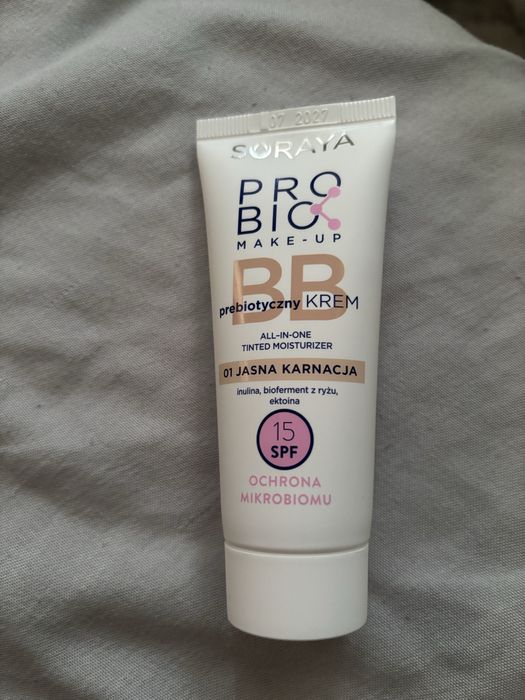 07 2027
SORAYA
PRO
BIO
MAKE-UP
BB
prebiotyczny KREM
ALL-IN-ONE
TINTED MOISTURIZER
01 JASNA KARNACJA
inulina, bioferment z ryżu,
ektoina
15
SPF
OCHRONA
MIKROBIOMU